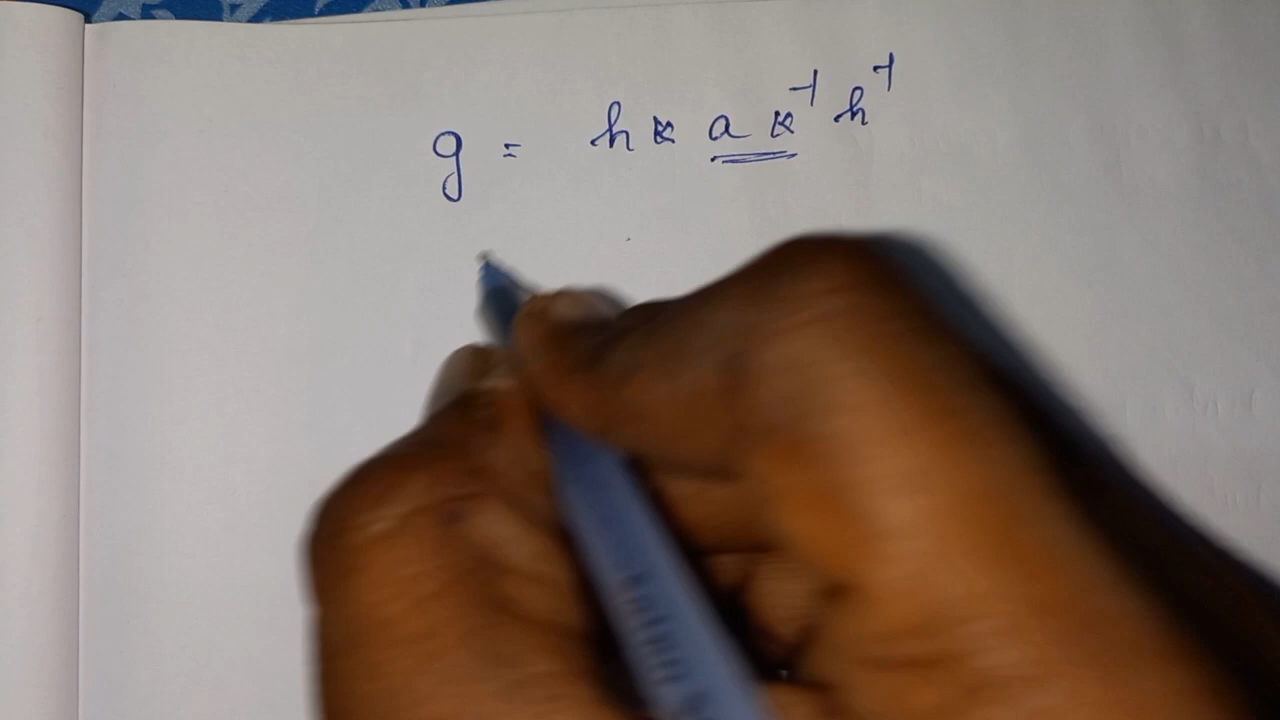 g = h k a k⁻¹ h⁻¹